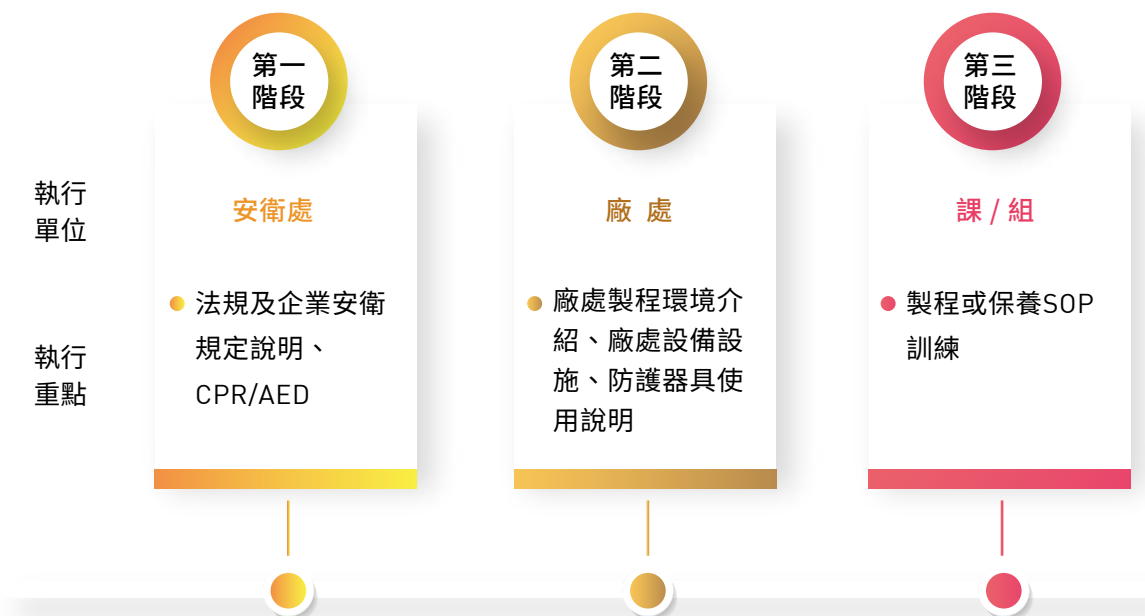 第一
階段
第二
階段
第三
階段
執行
單位
安衛處
廠 處
課 / 組
執行
重點
法規及企業安衛
規定說明、
CPR/AED
廠處製程環境介
紹、廠處設備設
施、防護器具使
用說明
製程或保養SOP
訓練